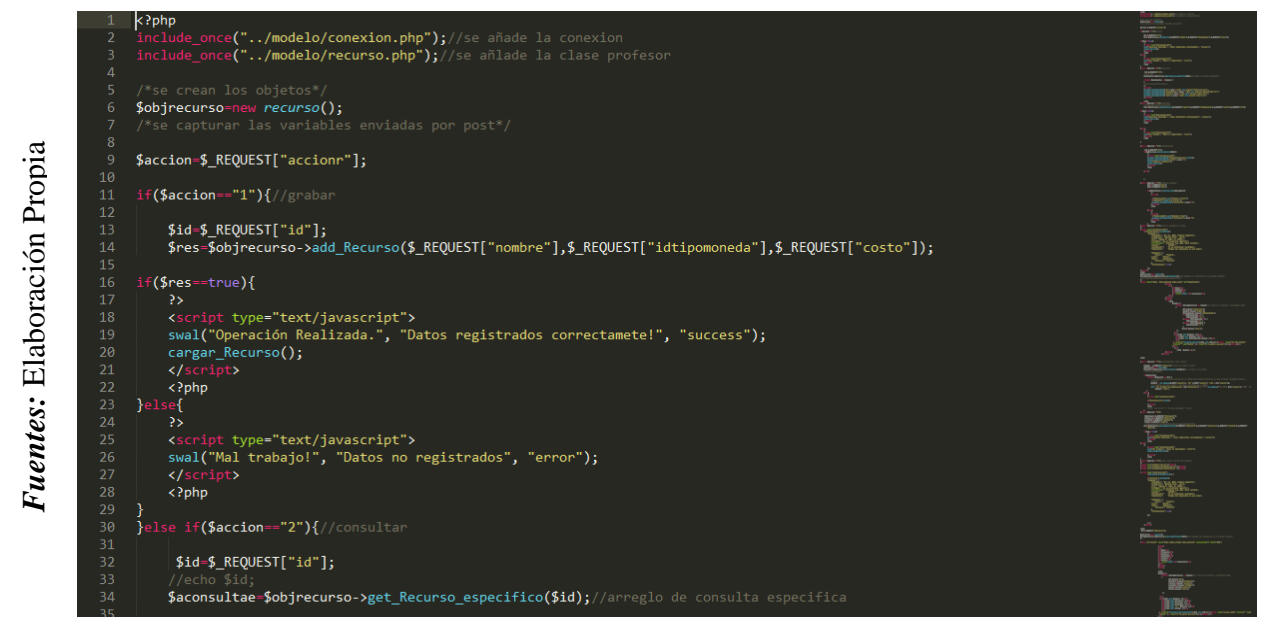 Fuentes: Elaboración Propia
1 <?php
2 include_once("../modelo/conexion.php");//se añade la conexion
3 include_once("../modelo/recurso.php");//se añlade la clase profesor
4
5 /*se crean los objetos*/
6 $objrecurso=new recurso();
7 /*se capturar las variables enviadas por post*/
8
9 $accion=$_REQUEST["accionr"];
10
11 if($accion=="1"){//grabar
12
13 $id=$_REQUEST["id"];
14 $res=$objrecurso->add_Recurso($_REQUEST["nombre"],$_REQUEST["idtipomoneda"],$_REQUEST["costo"]);
15
16 if($res==true){
17 ?>
18 <script type="text/javascript">
19 swal("Operación Realizada.", "Datos registrados correctamete!", "success");
20 cargar_Recurso();
21 </script>
22 <?php
23 }else{
24 ?>
25 <script type="text/javascript">
26 swal("Mal trabajo!", "Datos no registrados", "error");
27 </script>
28 <?php
29 }
30 }else if($accion=="2"){//consultar
31
32 $id=$_REQUEST["id"];
33 //echo $id;
34 $aconsultae=$objrecurso->get_Recurso_especifico($id);//arreglo de consulta especifica
35